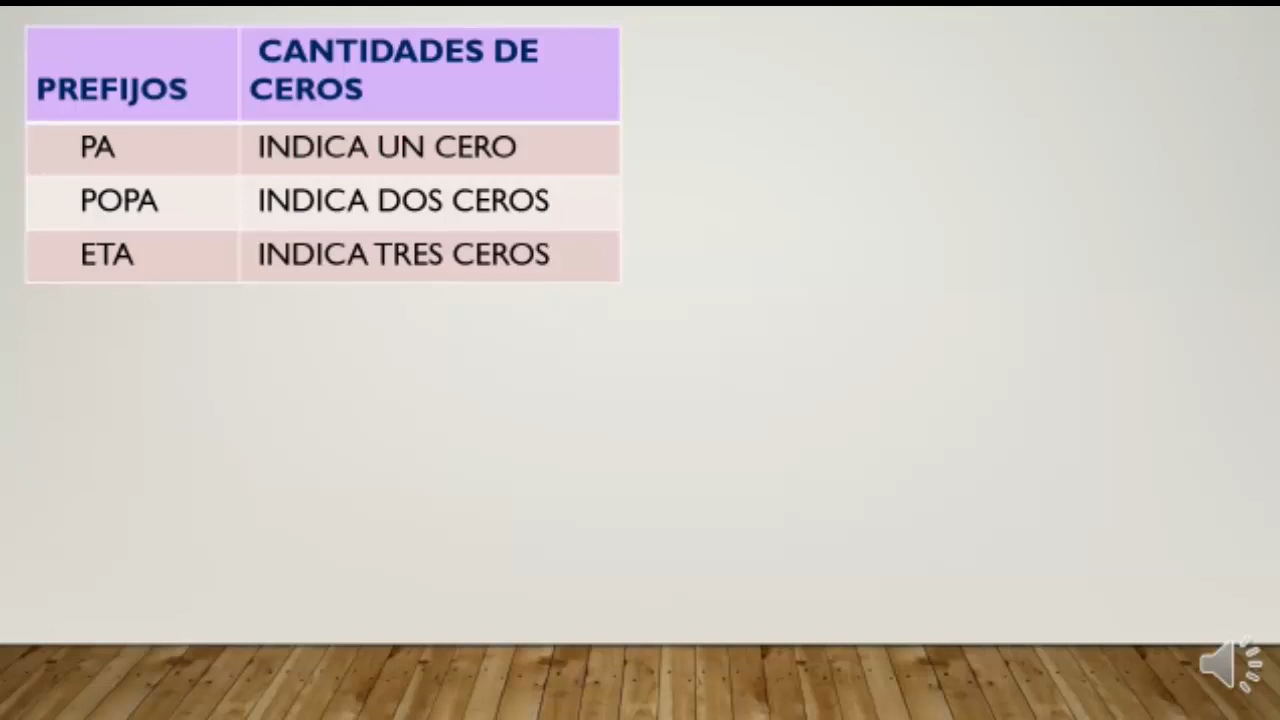 PREFIJOS
CANTIDADES DE
CEROS
PA
INDICA UN CERO
POPA
INDICA DOS CEROS
ETA
INDICA TRES CEROS